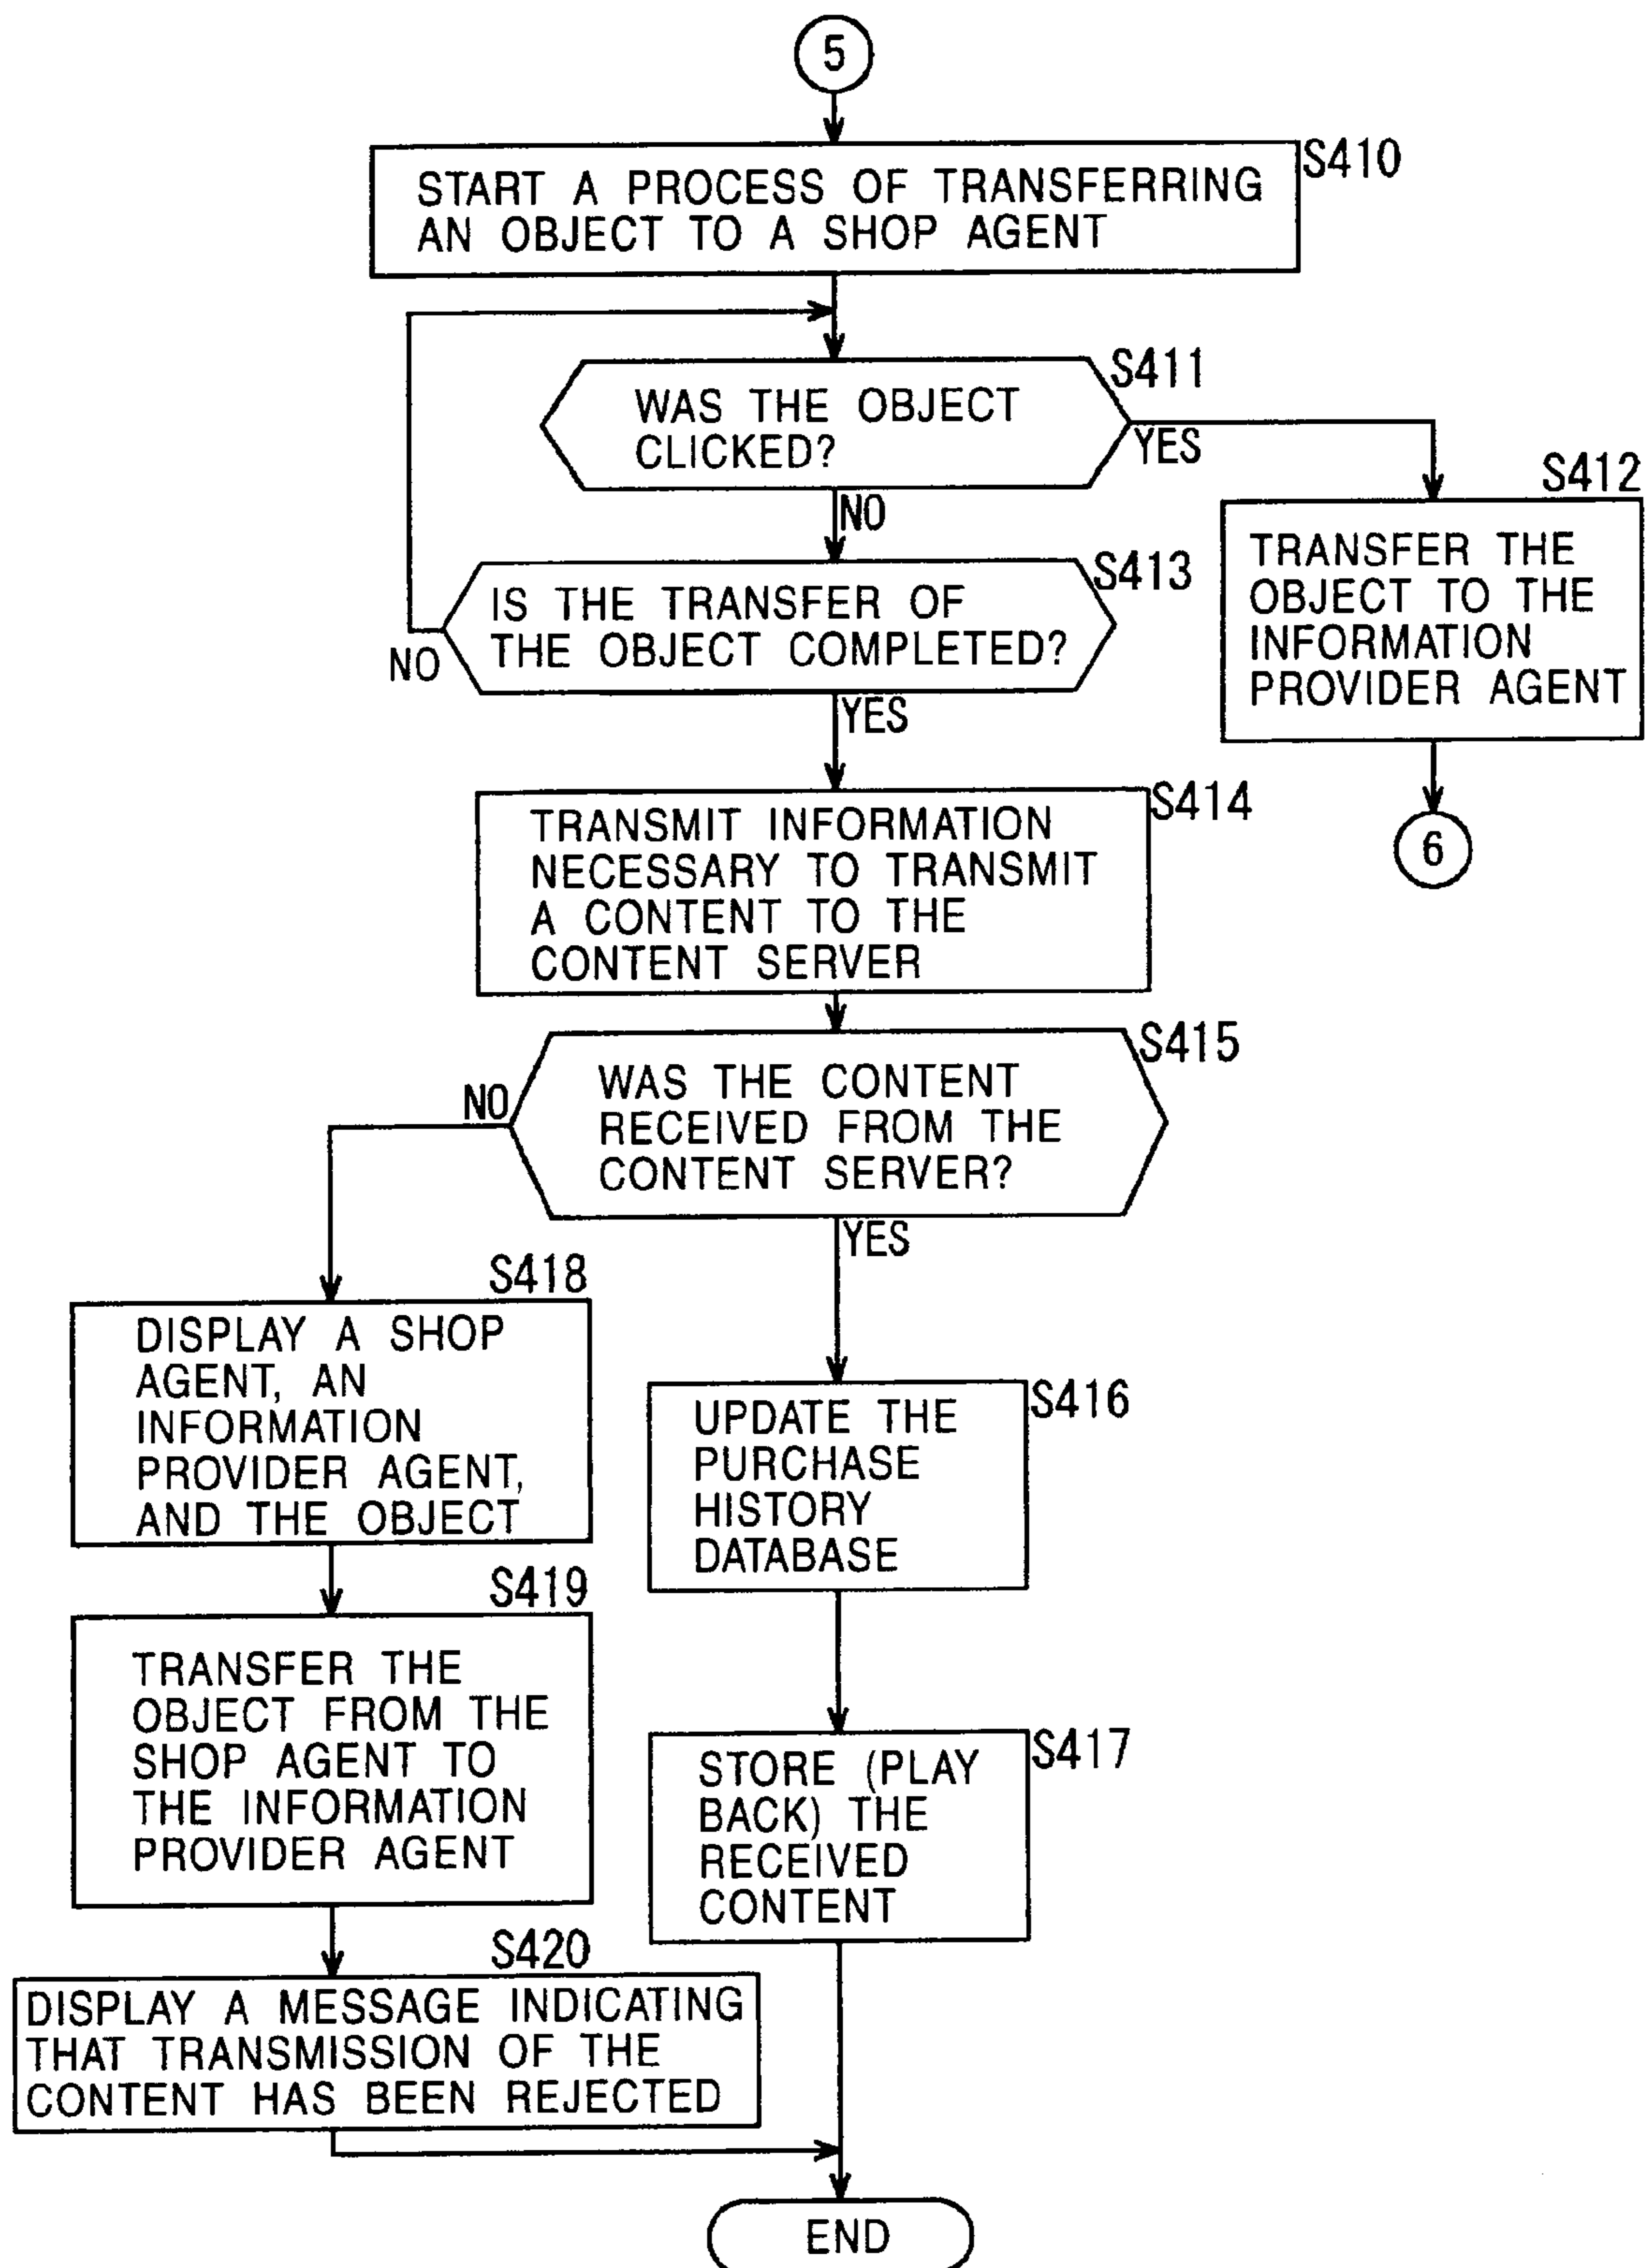 5
S410
START A PROCESS OF TRANSFERRING
AN OBJECT TO A SHOP AGENT
S411
WAS THE OBJECT
CLICKED?
YES
NO
S412
TRANSFER THE
OBJECT TO THE
INFORMATION
PROVIDER AGENT
6
S413
IS THE TRANSFER OF
THE OBJECT COMPLETED?
NO
YES
S414
TRANSMIT INFORMATION
NECESSARY TO TRANSMIT
A CONTENT TO THE
CONTENT SERVER
S415
WAS THE CONTENT
RECEIVED FROM THE
CONTENT SERVER?
NO
YES
S418
DISPLAY A SHOP
AGENT, AN
INFORMATION
PROVIDER AGENT,
AND THE OBJECT
S416
UPDATE THE
PURCHASE
HISTORY
DATABASE
S419
TRANSFER THE
OBJECT FROM THE
SHOP AGENT TO
THE INFORMATION
PROVIDER AGENT
S417
STORE (PLAY
BACK) THE
RECEIVED
CONTENT
S420
DISPLAY A MESSAGE INDICATING
THAT TRANSMISSION OF THE
CONTENT HAS BEEN REJECTED
END